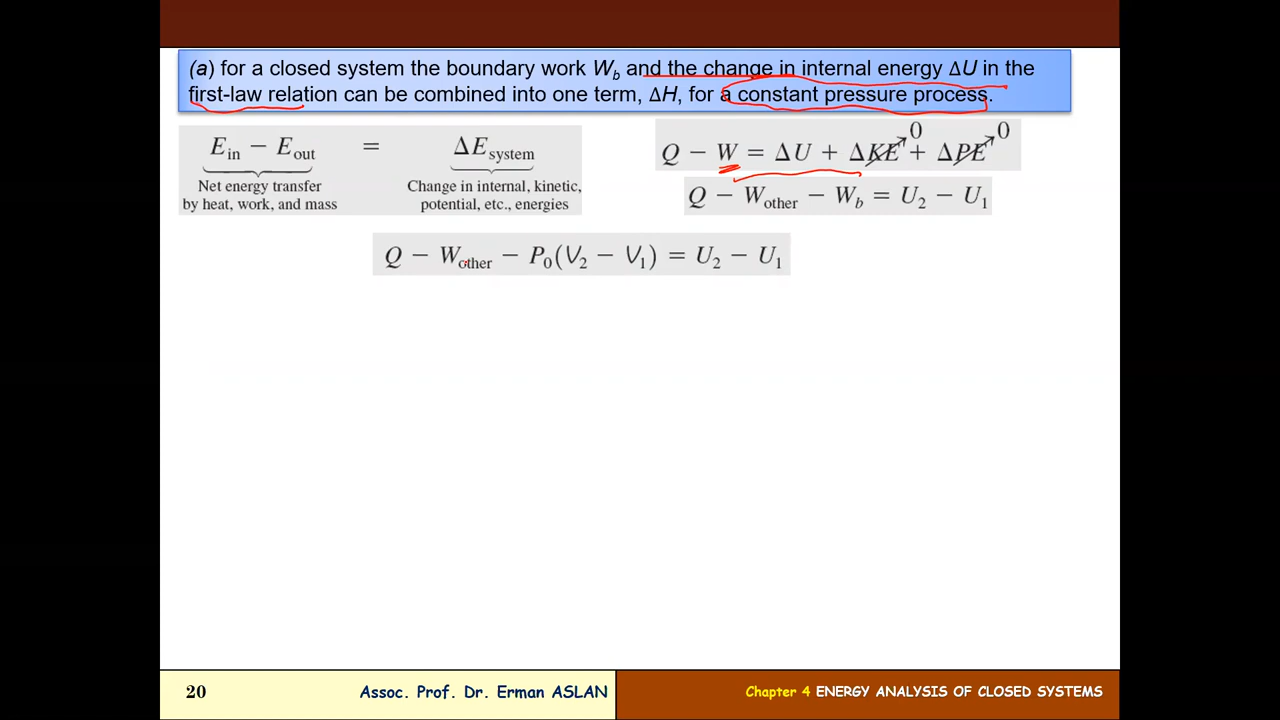 (a) for a closed system the boundary work W_b and the change in internal energy ΔU in the
first-law relation can be combined into one term, ΔH, for a constant pressure process.
E_in − E_out = ΔE_system
Net energy transfer
by heat, work, and mass
Change in internal, kinetic,
potential, etc., energies
Q − W = ΔU + ΔKE↗0 + ΔPE↗0
Q − W_other − W_b = U_2 − U_1
Q − W_other − P_0(V_2 − V_1) = U_2 − U_1
20 Assoc. Prof. Dr. Erman ASLAN Chapter 4 ENERGY ANALYSIS OF CLOSED SYSTEMS